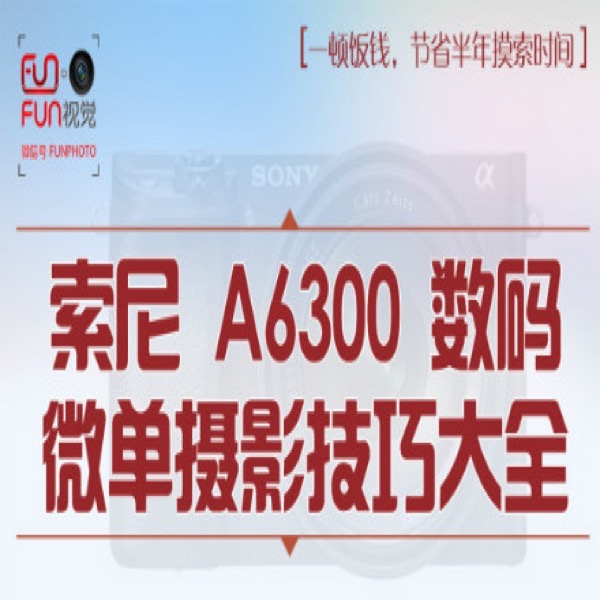 FUN
FUN视觉
微信号 FUNPHOTO
[一顿饭钱，节省半年摸索时间]
SONY
α
Carl Zeiss
索尼 A6300 数码
微单摄影技巧大全